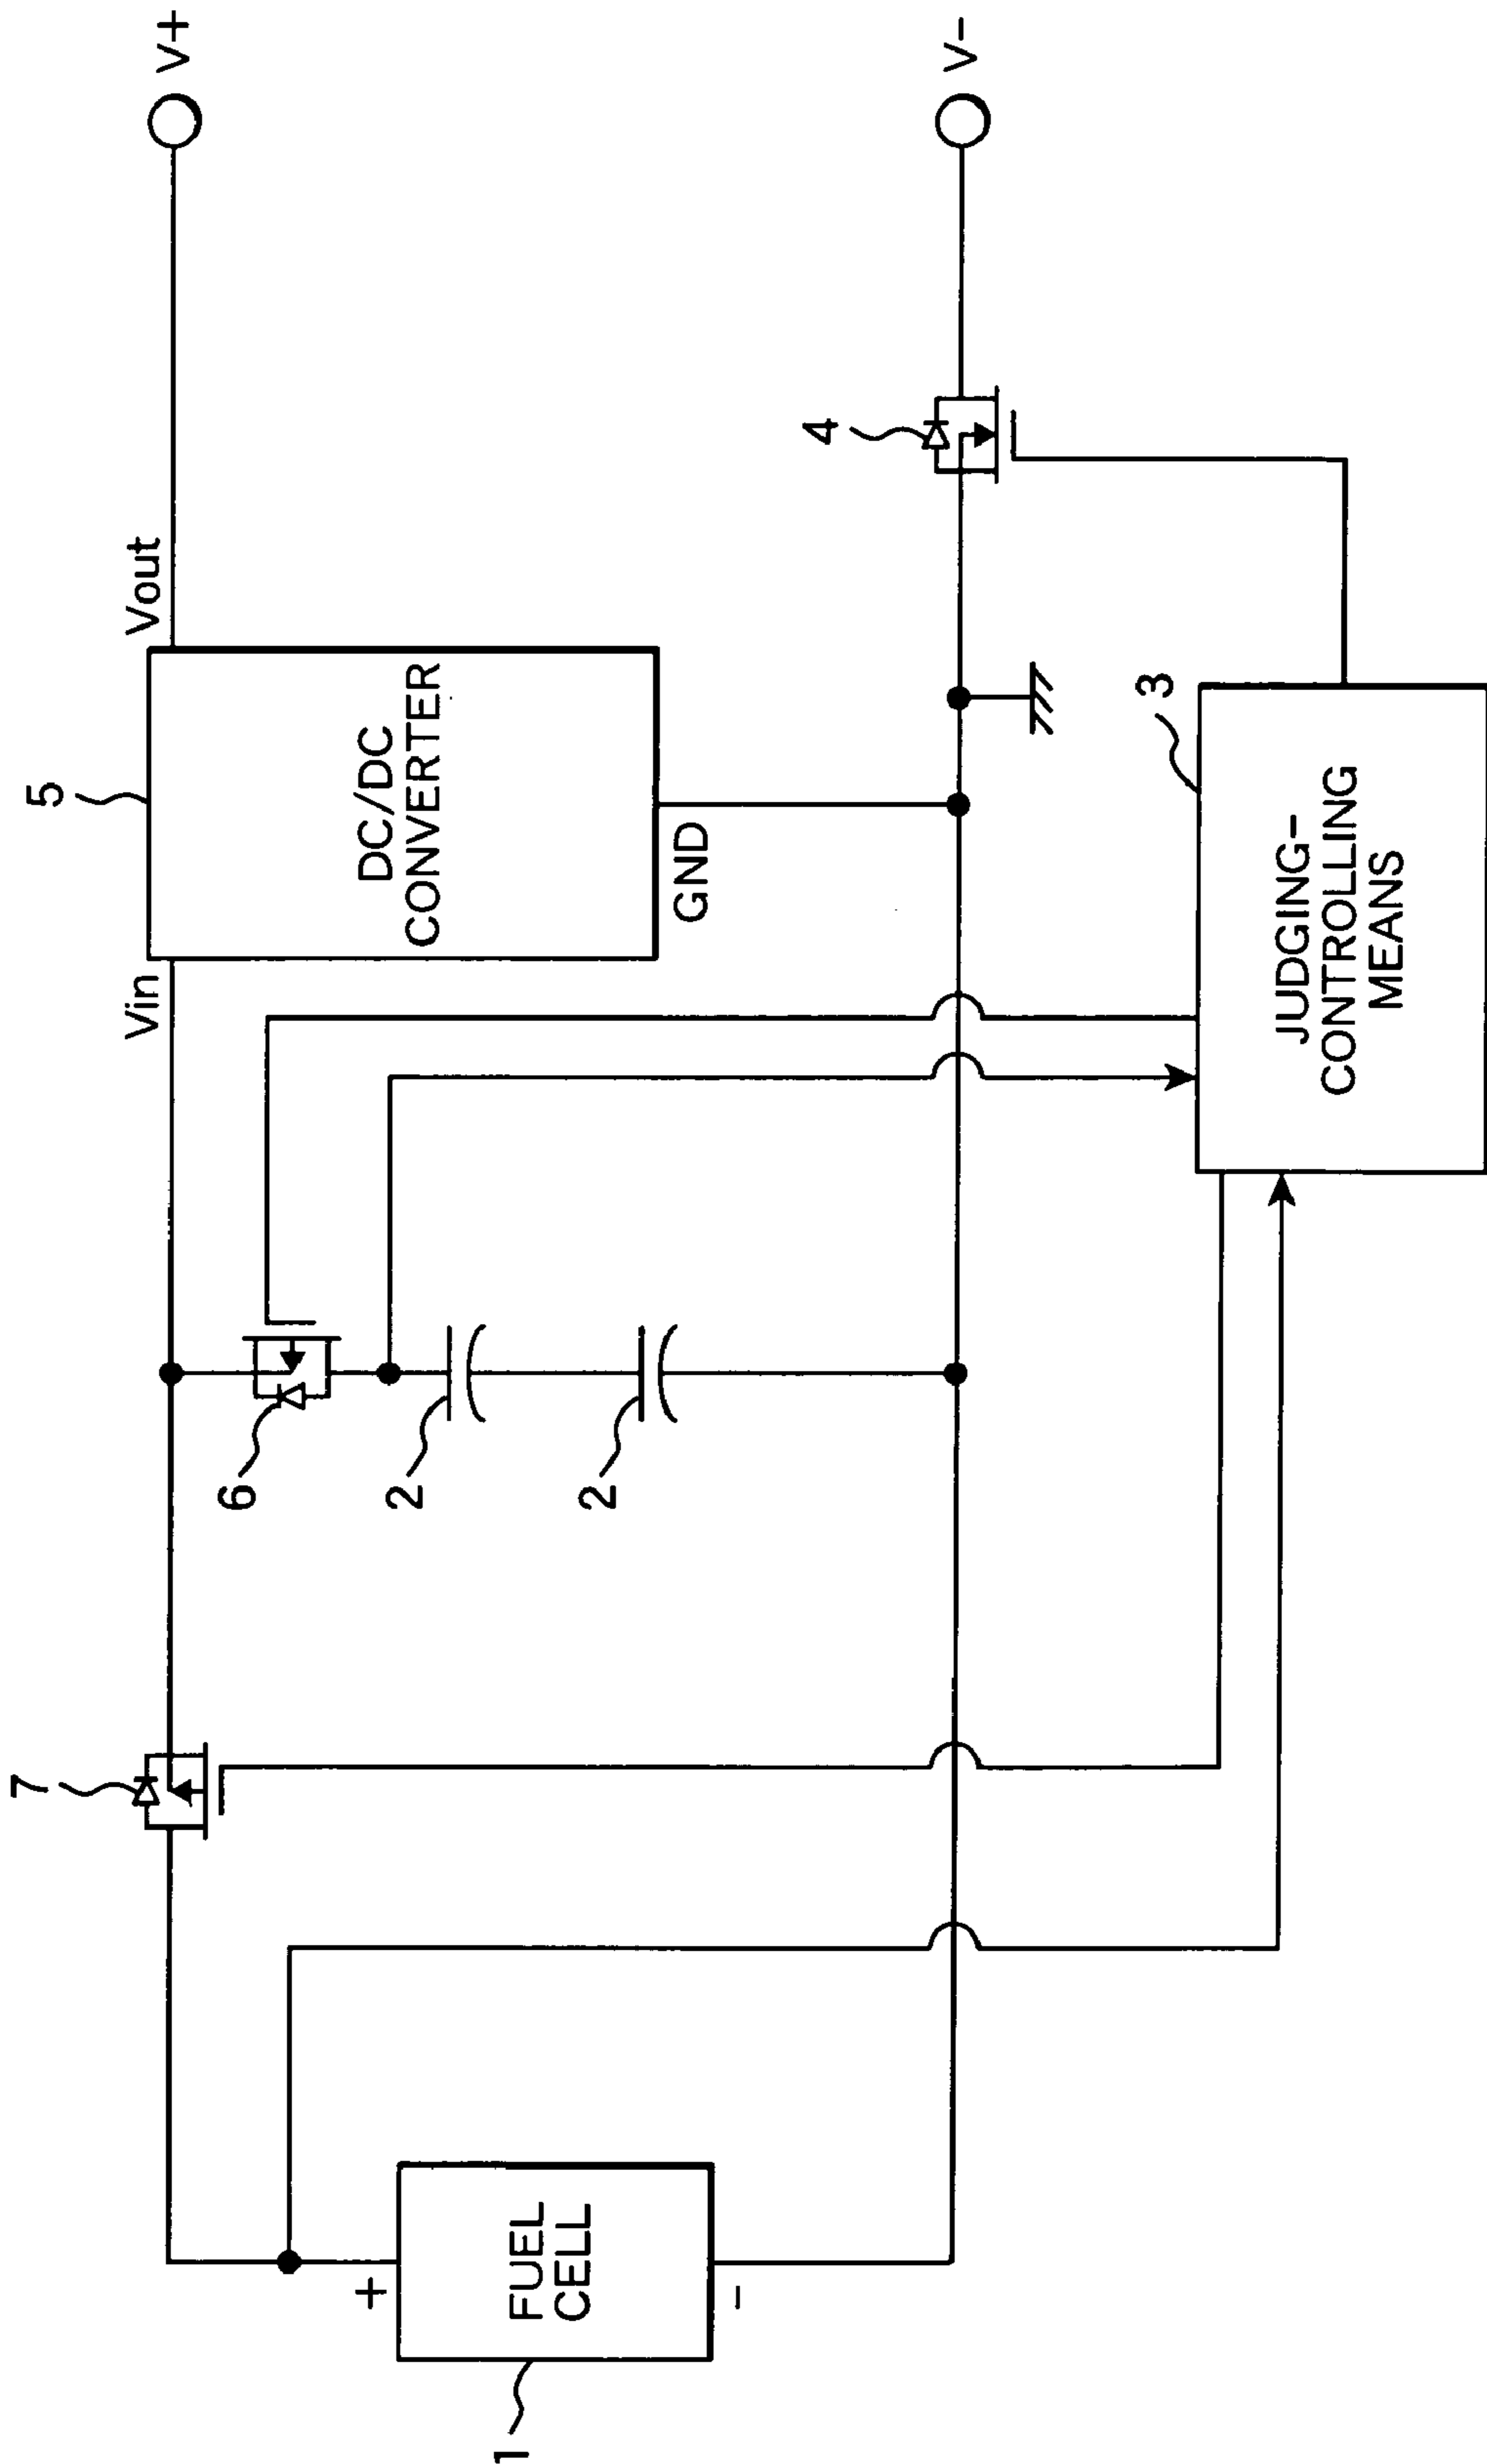 7
5
Vin
Vout
V+
6
2
2
DC/DC
CONVERTER
GND
4
V-
+
FUEL
CELL
-
1
3
JUDGING-
CONTROLLING
MEANS